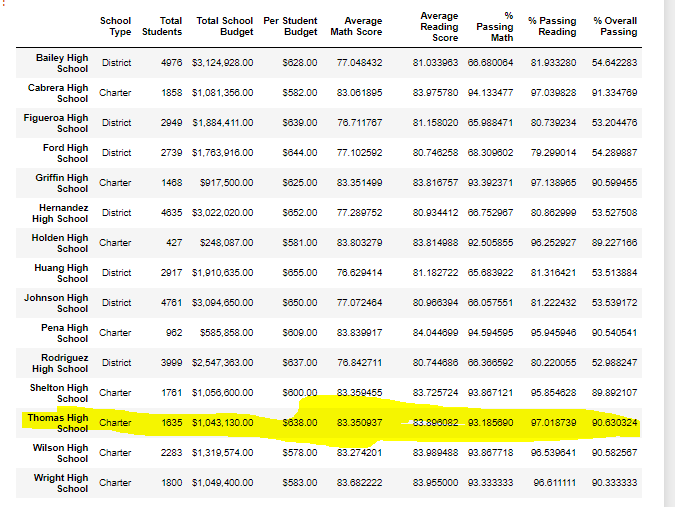 School Type Total Students Total School Budget Per Student Budget Average Math Score Average Reading Score % Passing Math % Passing Reading % Overall Passing
Bailey High School District 4976 $3,124,928.00 $628.00 77.048432 81.033963 66.680064 81.933280 54.642283
Cabrera High School Charter 1858 $1,081,356.00 $582.00 83.061895 83.975780 94.133477 97.039828 91.334769
Figueroa High School District 2949 $1,884,411.00 $639.00 76.711767 81.158020 65.988471 80.739234 53.204476
Ford High School District 2739 $1,763,916.00 $644.00 77.102592 80.746258 68.309602 79.299014 54.289887
Griffin High School Charter 1468 $917,500.00 $625.00 83.351499 83.816757 93.392371 97.138965 90.599455
Hernandez High School District 4635 $3,022,020.00 $652.00 77.289752 80.934412 66.752967 80.862999 53.527508
Holden High School Charter 427 $248,087.00 $581.00 83.803279 83.814988 92.505855 96.252927 89.227166
Huang High School District 2917 $1,910,635.00 $655.00 76.629414 81.182722 65.683922 81.316421 53.513884
Johnson High School District 4761 $3,094,650.00 $650.00 77.072464 80.966394 66.057551 81.222432 53.539172
Pena High School Charter 962 $585,858.00 $609.00 83.839917 84.044699 94.594595 95.945946 90.540541
Rodriguez High School District 3999 $2,547,363.00 $637.00 76.842711 80.744686 66.366592 80.220055 52.988247
Shelton High School Charter 1761 $1,056,600.00 $600.00 83.359455 83.725724 93.867121 95.854628 89.892107
Thomas High School Charter 1635 $1,043,130.00 $638.00 83.350937 83.896082 93.185690 97.018739 90.630324
Wilson High School Charter 2283 $1,319,574.00 $578.00 83.274201 83.989488 93.867718 96.539641 90.582567
Wright High School Charter 1800 $1,049,400.00 $583.00 83.682222 83.955000 93.333333 96.611111 90.333333